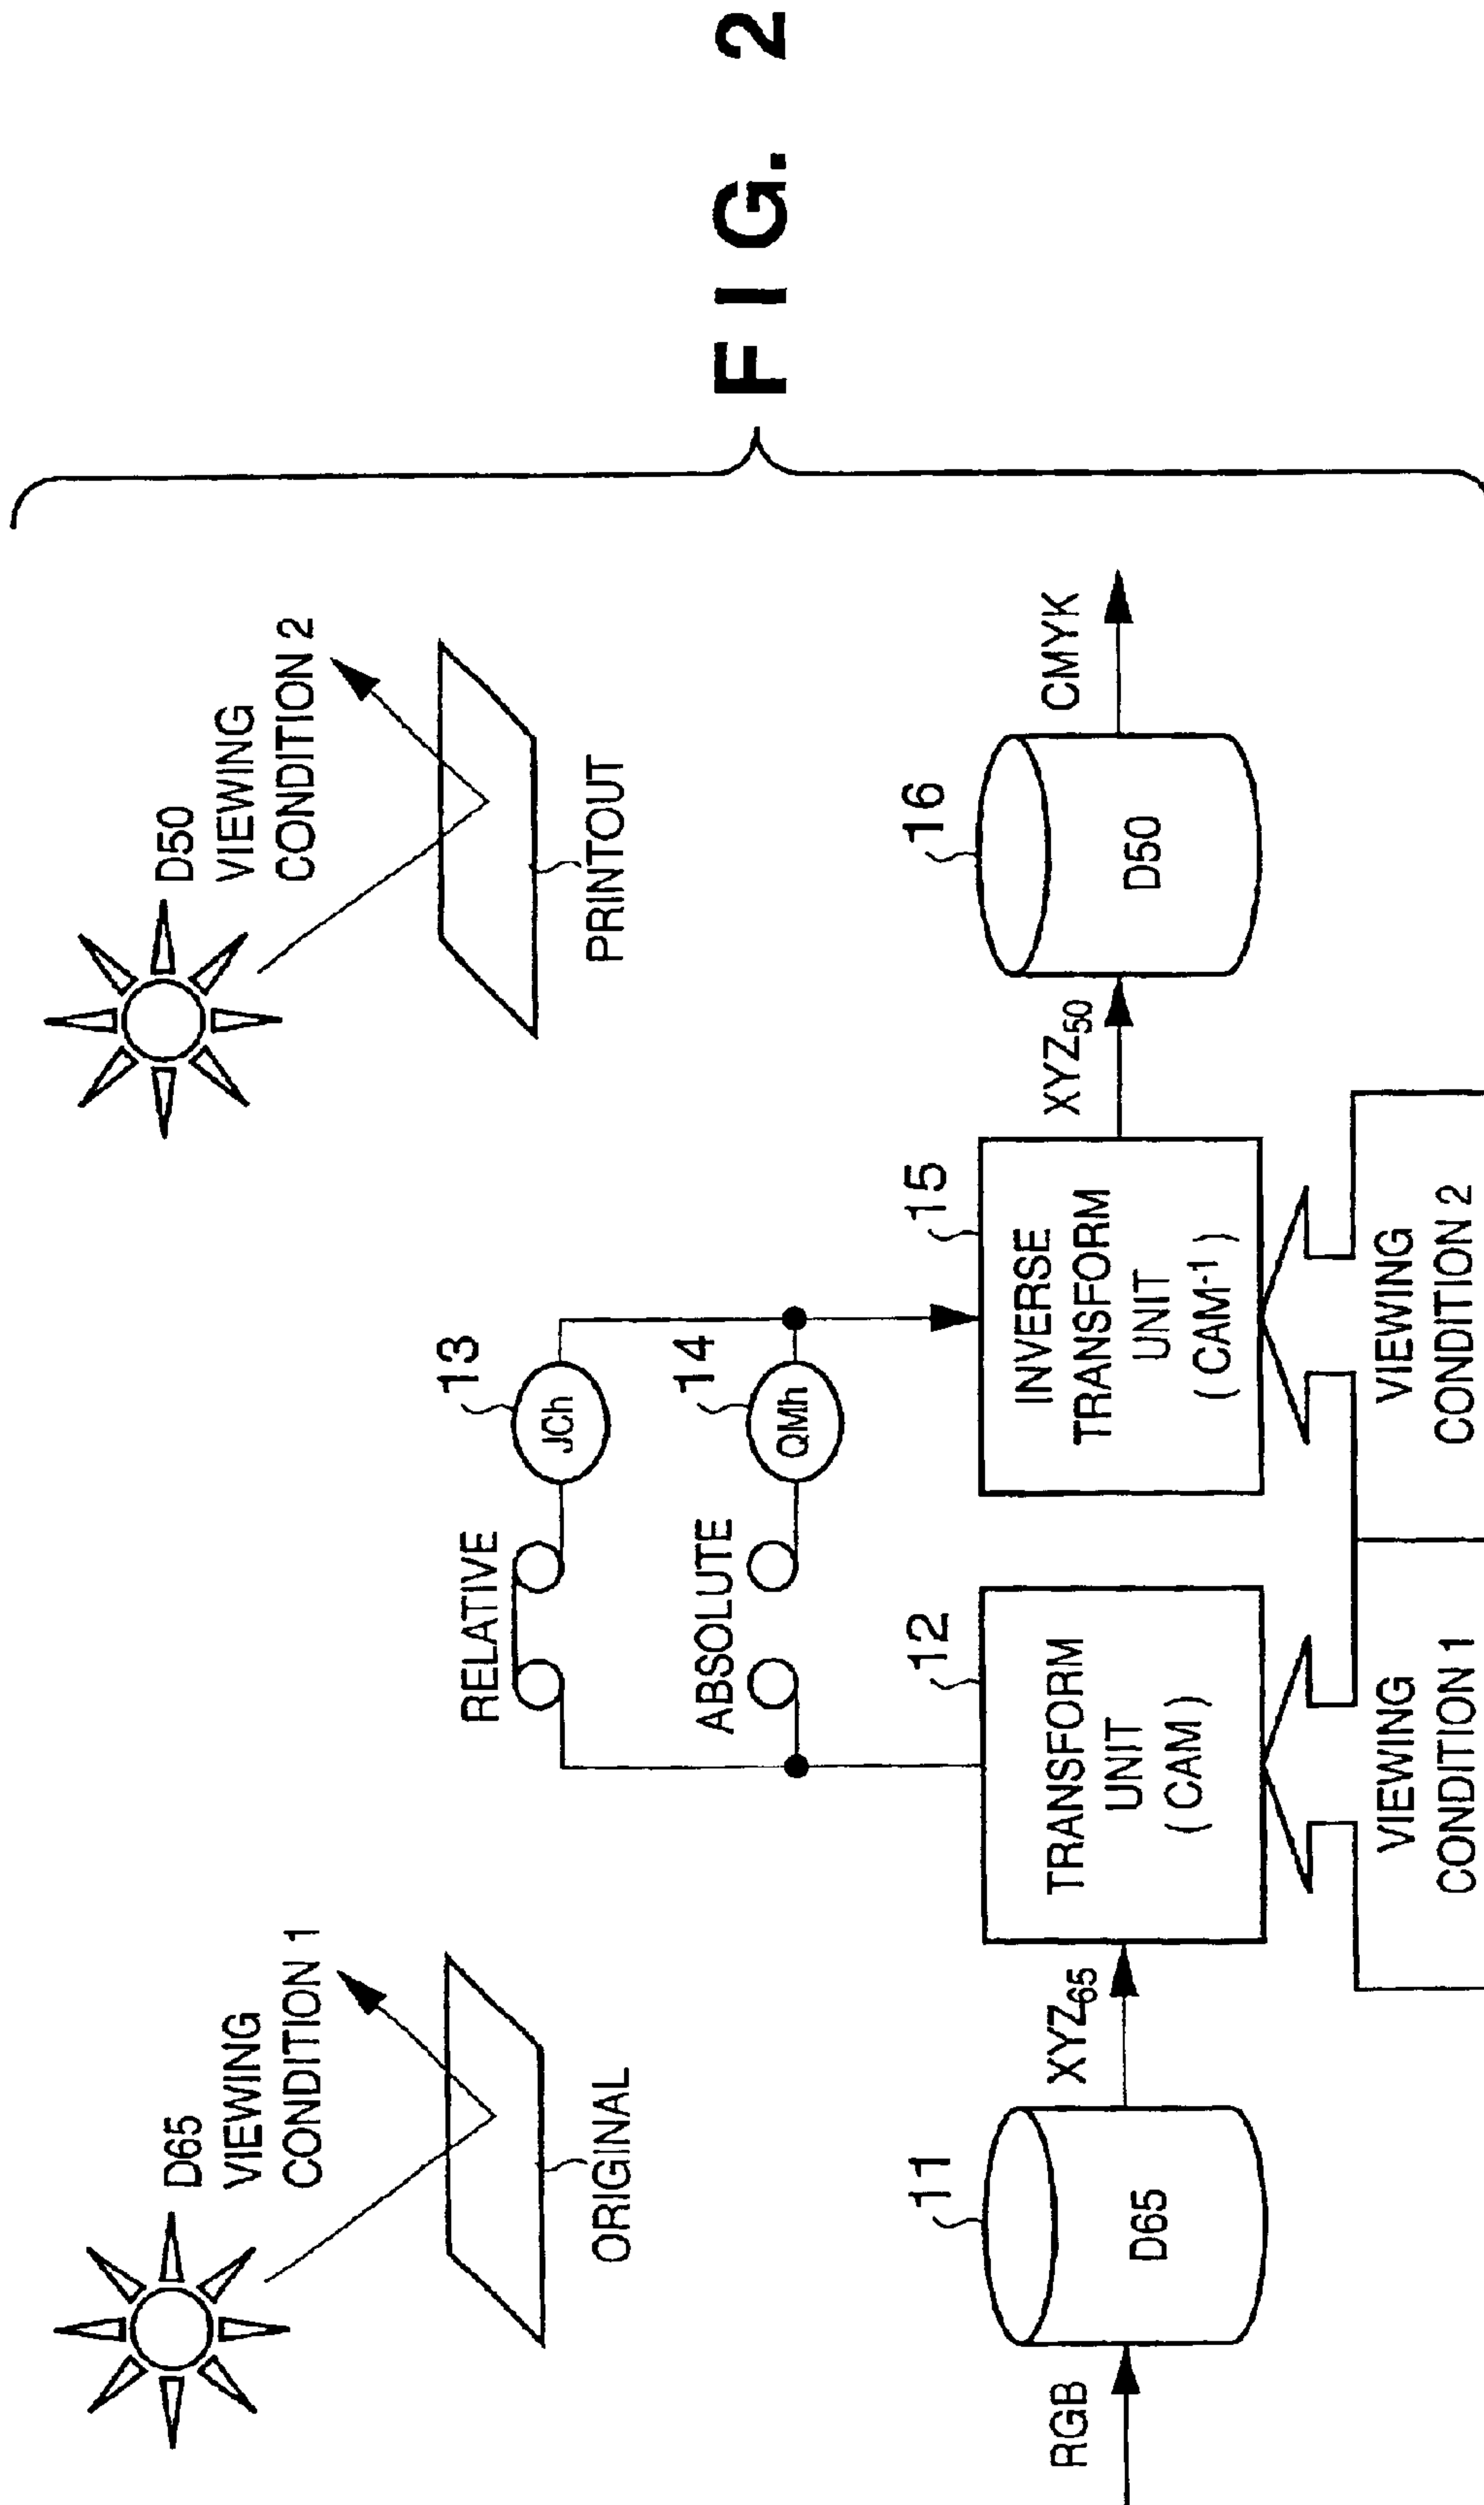 FIG. 2
D65
VIEWING
CONDITION 1
ORIGINAL
D50
VIEWING
CONDITION 2
PRINTOUT
RELATIVE
13
JCh
ABSOLUTE
14
QMh
RGB
11
D65
XYZ65
12
TRANSFORM
UNIT
(CAM)
15
INVERSE
TRANSFORM
UNIT
(CAM-1)
XYZ50
16
D50
CMYK
VIEWING
CONDITION 1
VIEWING
CONDITION 2